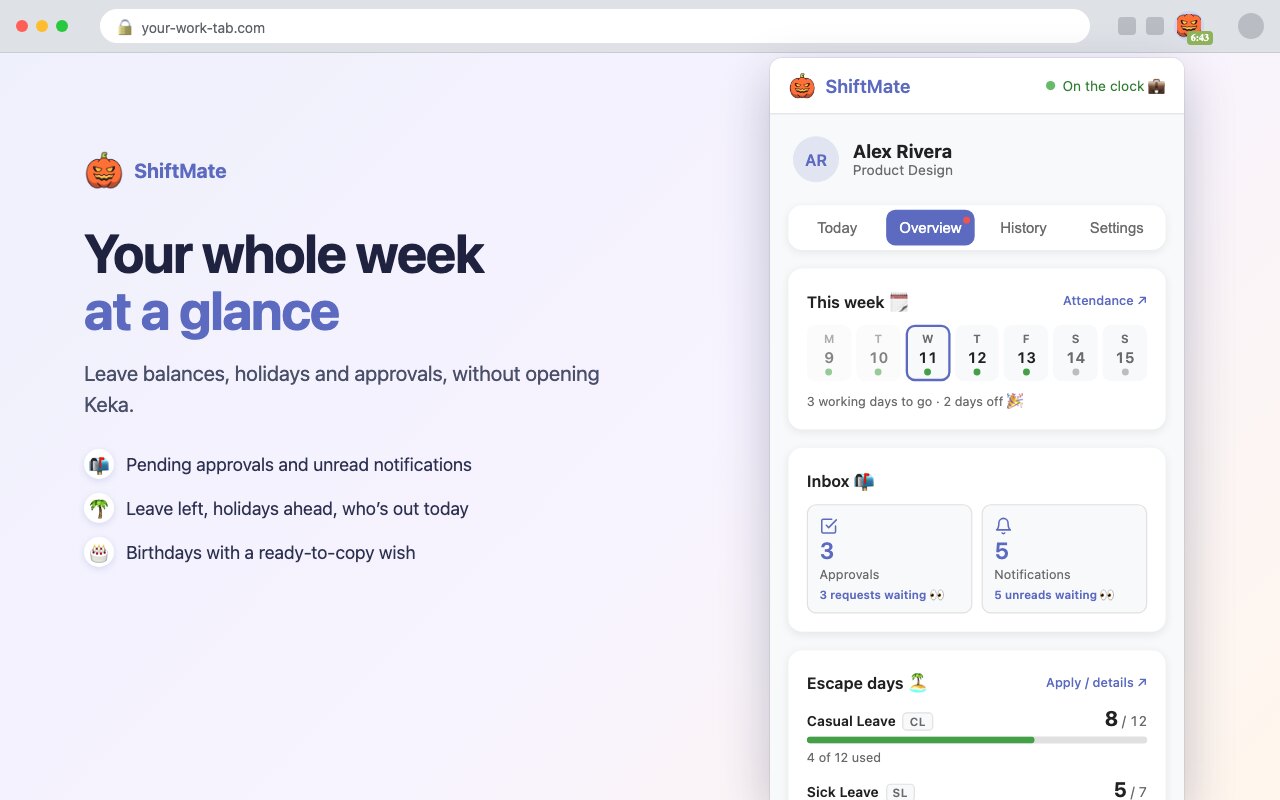 your-work-tab.com
6:43
ShiftMate
Your whole week
at a glance
Leave balances, holidays and approvals, without opening
Keka.
Pending approvals and unread notifications
Leave left, holidays ahead, who's out today
Birthdays with a ready-to-copy wish
ShiftMate
On the clock
AR
Alex Rivera
Product Design
Today Overview History Settings
This week
Attendance ↗
M T W T F S S
9 10 11 12 13 14 15
3 working days to go · 2 days off
Inbox
3
Approvals
3 requests waiting
5
Notifications
5 unreads waiting
Escape days
Apply / details ↗
Casual Leave CL
8 / 12
4 of 12 used
Sick Leave SL
5 / 7